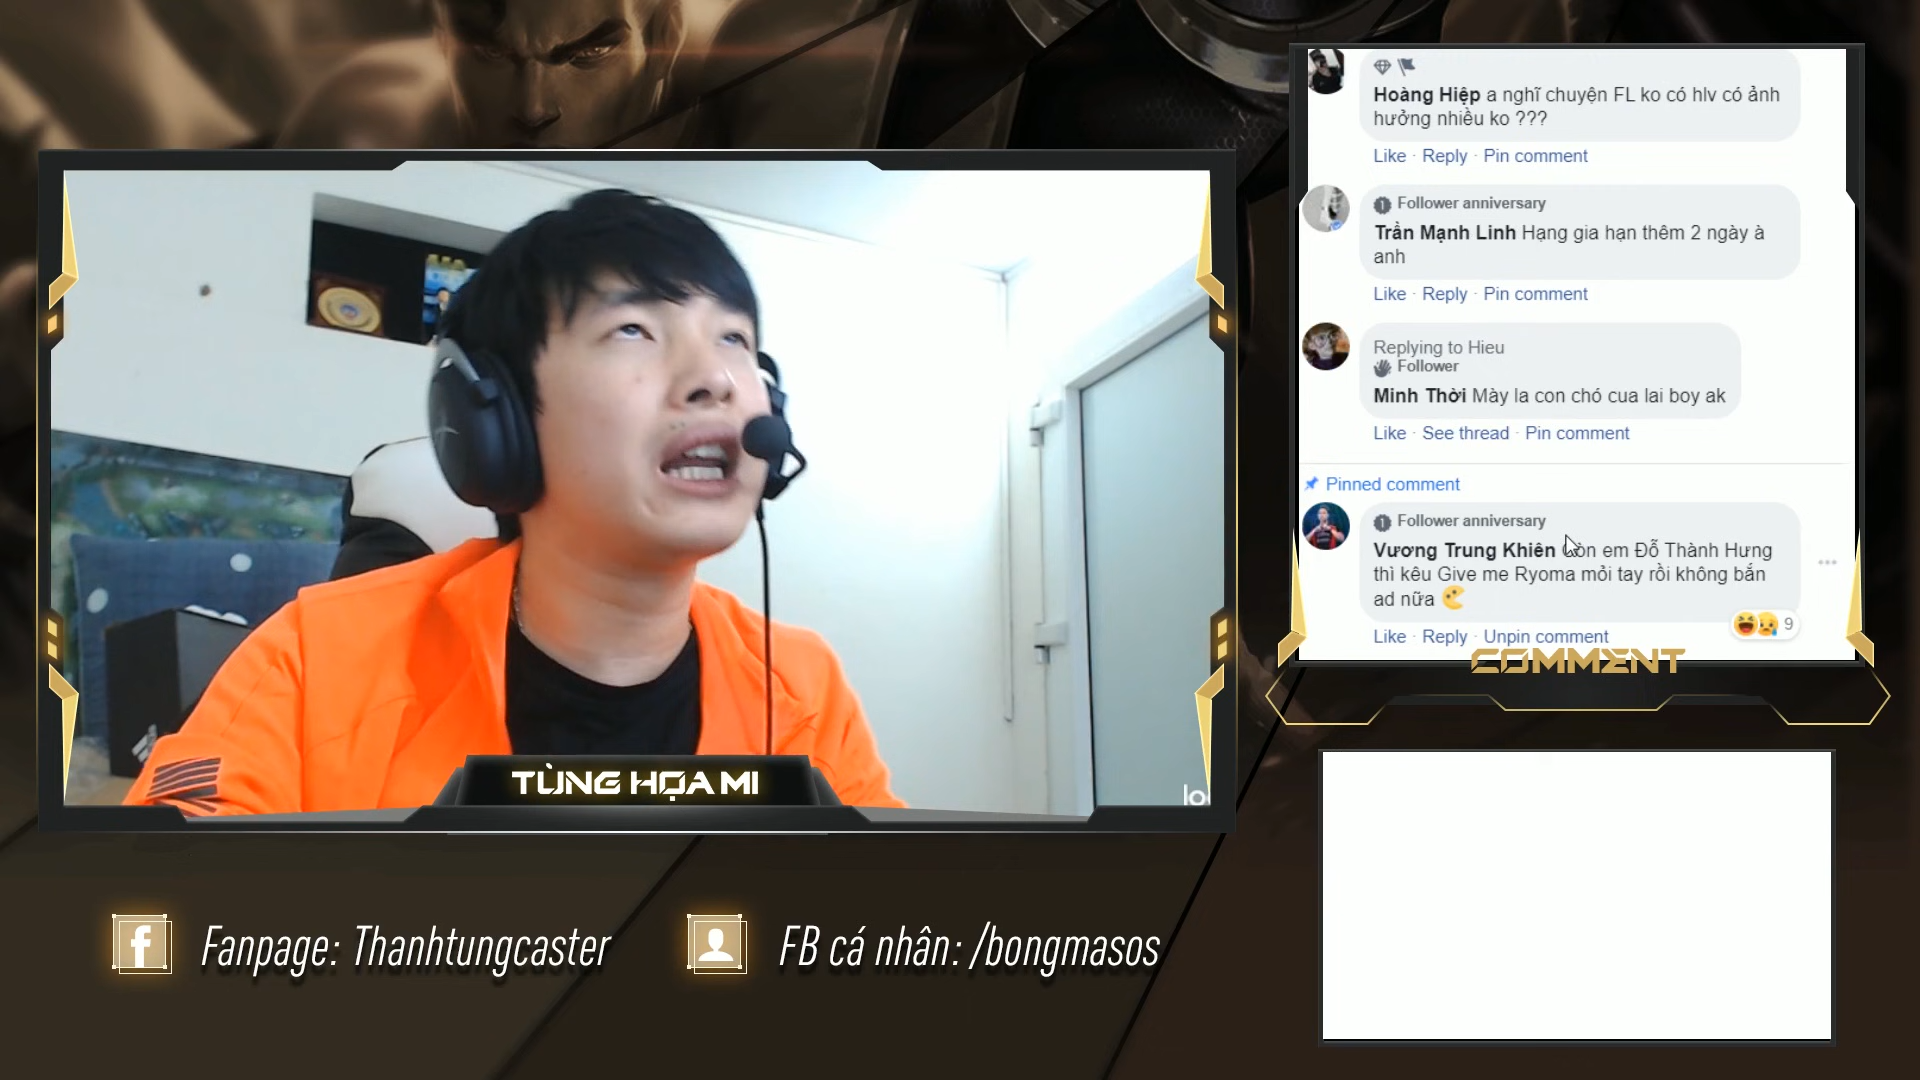 Hoàng Hiệp a nghĩ chuyện FL ko có hlv có ảnh
hưởng nhiều ko ???
Like · Reply · Pin comment
Follower anniversary
Trần Mạnh Linh Hạng gia hạn thêm 2 ngày à
anh
Like · Reply · Pin comment
Replying to Hieu
Follower
Minh Thời Mày la con chó cua lai boy ak
Like · See thread · Pin comment
Pinned comment
Follower anniversary
Vương Trung Khiên Còn em Đỗ Thành Hưng
thì kêu Give me Ryoma mỏi tay rồi không bắn
ad nữa
9
Like · Reply · Unpin comment
COMMENT
TÙNG HỌA MI
lo
Fanpage: Thanhtungcaster
FB cá nhân: /bongmasos